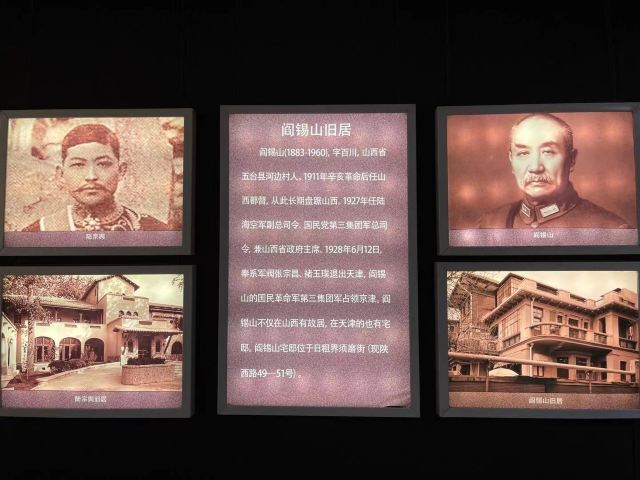 陆宗舆
陆宗舆旧居
阎锡山旧居
阎锡山(1883-1960), 字百川, 山西省
五台县河边村人。1911年辛亥革命后任山
西都督, 从此长期盘踞山西, 1927年任陆
海空军副总司令、国民党第三集团军总司
令, 兼山西省政府主席。1928年6月12日,
奉系军阀张宗昌、褚玉璞退出天津, 阎锡
山的国民革命军第三集团军占领京津。阎
锡山不仅在山西有故居, 在天津的也有宅
邸, 阎锡山宅邸位于日租界须磨街 (现陕
西路49—51号)。
阎锡山
阎锡山旧居